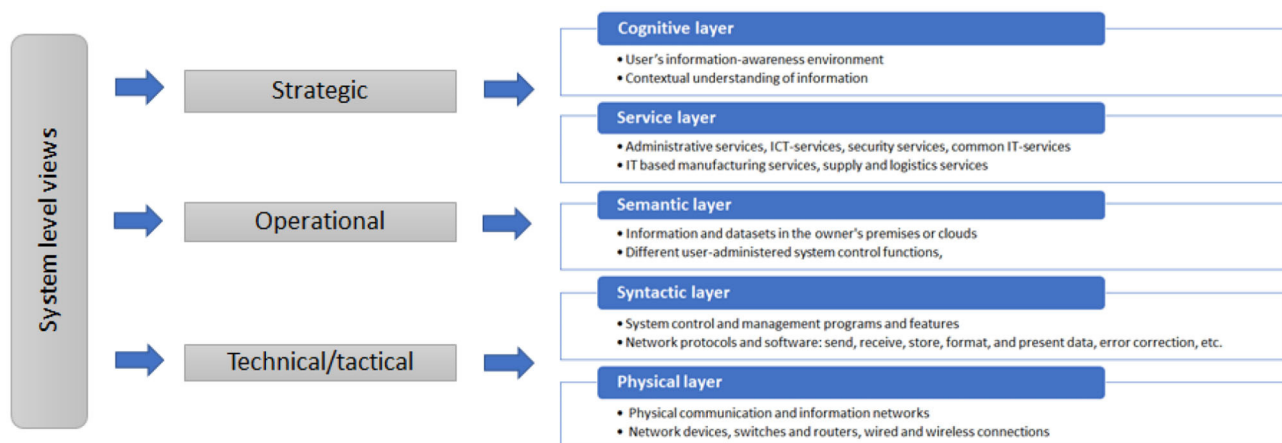 System level views
Strategic
Operational
Technical/tactical
Cognitive layer
• User's information-awareness environment
• Contextual understanding of information
Service layer
• Administrative services, ICT-services, security services, common IT-services
• IT based manufacturing services, supply and logistics services
Semantic layer
• Information and datasets in the owner's premises or clouds
• Different user-administered system control functions,
Syntactic layer
• System control and management programs and features
• Network protocols and software: send, receive, store, format, and present data, error correction, etc.
Physical layer
• Physical communication and information networks
• Network devices, switches and routers, wired and wireless connections